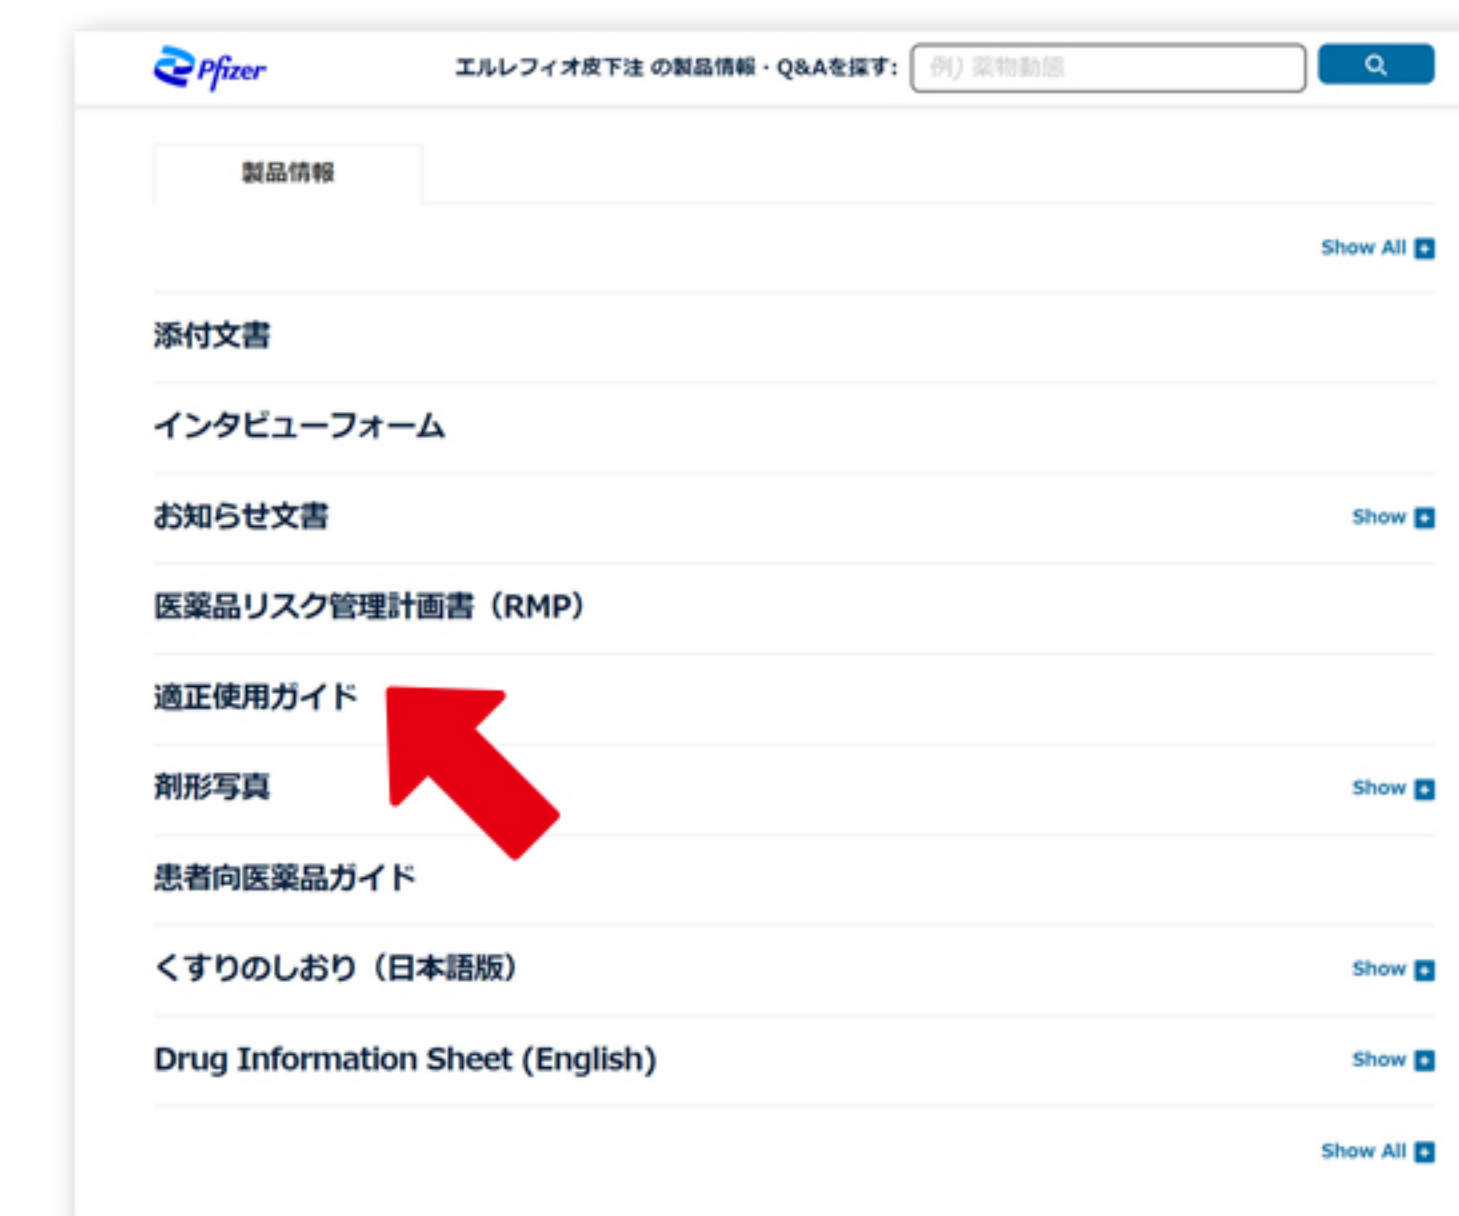 Pfizer
エルレフィオ皮下注 の製品情報・Q&Aを探す: 例) 薬物動態
製品情報
Show All
添付文書
インタビューフォーム
お知らせ文書 Show
医薬品リスク管理計画書（RMP）
適正使用ガイド
剤形写真 Show
患者向医薬品ガイド
くすりのしおり（日本語版） Show
Drug Information Sheet (English) Show
Show All